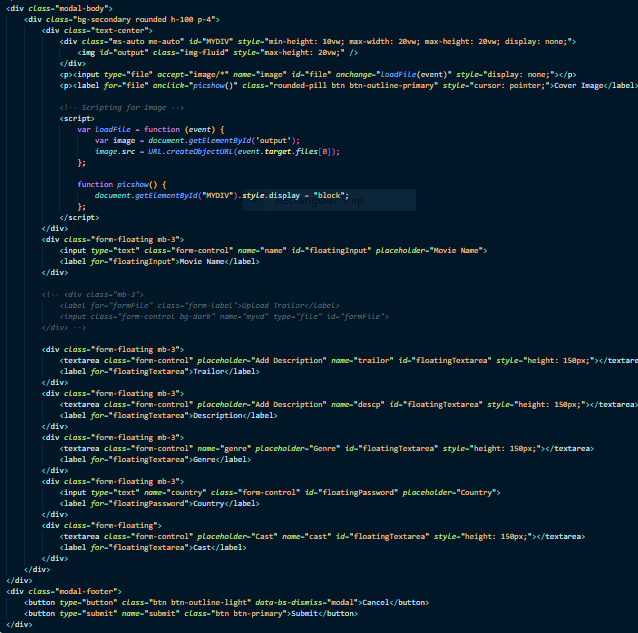 <div class="modal-body">
<div class="bg-secondary rounded h-100 p-4">
<div class="text-center">
<div class="ms-auto me-auto" id="MYDIV" style="min-height: 10vw; max-width: 20vw; max-height: 20vw; display: none;">
<img id="output" class="img-fluid" style="max-height: 20vw;" />
</div>
<p><input type="file" accept="image/*" name="image" id="file" onchange="loadFile(event)" style="display: none;"></p>
<p><label for="file" onclick="picshow()" class="rounded-pill btn btn-outline-primary" style="cursor: pointer;">Cover Image</label>
<!-- Scripting for Image -->
<script>
var loadFile = function (event) {
var image = document.getElementById('output');
image.src = URL.createObjectURL(event.target.files[0]);
};
function picshow() {
document.getElementById("MYDIV").style.display = "block";
};
</script>
</div>
<div class="form-floating mb-3">
<input type="text" class="form-control" name="name" id="floatingInput" placeholder="Movie Name">
<label for="floatingInput">Movie Name</label>
</div>
<!-- <div class="mb-3">
<label for="formFile" class="form-label">Upload Trailor</label>
<input class="form-control bg-dark" name="myvd" type="file" id="formFile">
</div> -->
<div class="form-floating mb-3">
<textarea class="form-control" placeholder="Add Description" name="trailor" id="floatingTextarea" style="height: 150px;"></textare
<label for="floatingTextarea">Trailor</label>
</div>
<div class="form-floating mb-3">
<textarea class="form-control" placeholder="Add Description" name="descp" id="floatingTextarea" style="height: 150px;"></textarea>
<label for="floatingTextarea">Description</label>
</div>
<div class="form-floating mb-3">
<textarea class="form-control" name="genre" placeholder="Genre" id="floatingTextarea" style="height: 150px;"></textarea>
<label for="floatingTextarea">Genre</label>
</div>
<div class="form-floating mb-3">
<input type="text" name="country" class="form-control" id="floatingPassword" placeholder="Country">
<label for="floatingPassword">Country</label>
</div>
<div class="form-floating">
<textarea class="form-control" placeholder="Cast" name="cast" id="floatingTextarea" style="height: 150px;"></textarea>
<label for="floatingTextarea">Cast</label>
</div>
</div>
</div>
<div class="modal-footer">
<button type="button" class="btn btn-outline-light" data-bs-dismiss="modal">Cancel</button>
<button type="submit" name="submit" class="btn btn-primary">Submit</button>
</div>